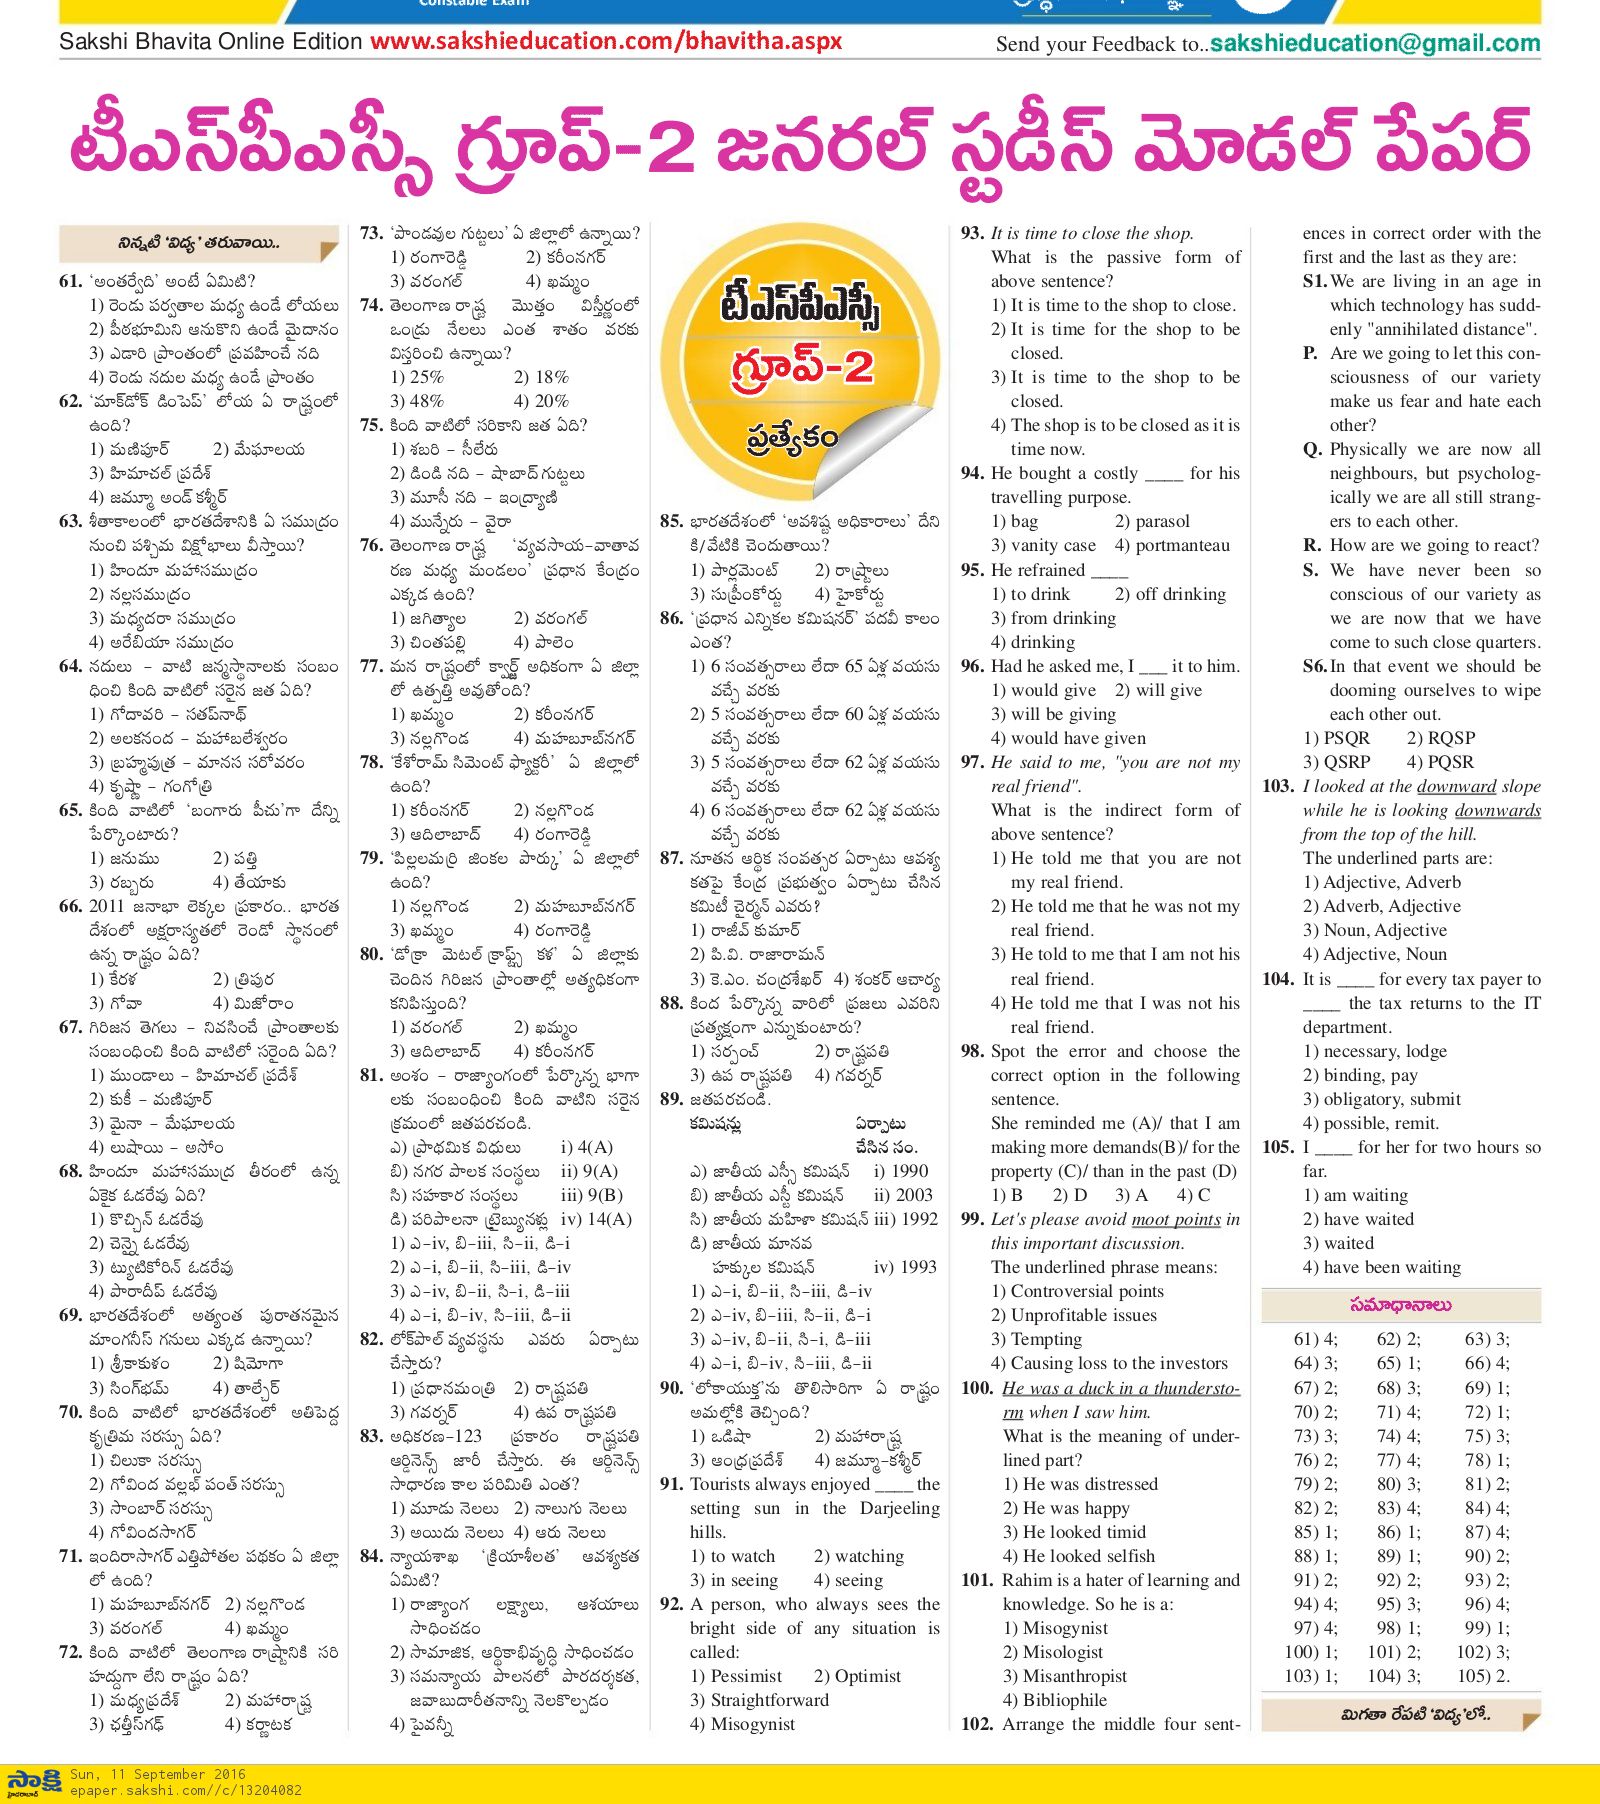 Constable Exam
Sakshi Bhavita Online Edition www.sakshieducation.com/bhavitha.aspx
Send your Feedback to..sakshieducation@gmail.com
టీఎస్‌పీఎస్సీ గ్రూప్-2 జనరల్ స్టడీస్ మోడల్ పేపర్
నిన్నటి ‘విద్య’ తరువాయి..
61. ‘అంతర్వేది’ అంటే ఏమిటి?
1) రెండు పర్వతాల మధ్య ఉండే లోయలు
2) పీఠభూమిని ఆనుకొని ఉండే మైదానం
3) ఎడారి ప్రాంతంలో ప్రవహించే నది
4) రెండు నదుల మధ్య ఉండే ప్రాంతం
62. ‘మాక్‌డోక్ డింపెప్’ లోయ ఏ రాష్ట్రంలో
ఉంది?
1) మణిపూర్ 2) మేఘాలయ
3) హిమాచల్ ప్రదేశ్
4) జమ్మూ అండ్ కశ్మీర్
63. శీతాకాలంలో భారతదేశానికి ఏ సముద్రం
నుంచి పశ్చిమ విక్షోభాలు వీస్తాయి?
1) హిందూ మహాసముద్రం
2) నల్లసముద్రం
3) మధ్యదరా సముద్రం
4) అరేబియా సముద్రం
64. నదులు – వాటి జన్మస్థానాలకు సంబం
ధించి కింది వాటిలో సరైన జత ఏది?
1) గోదావరి – సతప్‌నాథ్
2) అలకనంద – మహాబలేశ్వరం
3) బ్రహ్మపుత్ర – మానస సరోవరం
4) కృష్ణా – గంగోత్రి
65. కింది వాటిలో ‘బంగారు పీచు’గా దేన్ని
పేర్కొంటారు?
1) జనుము 2) పత్తి
3) రబ్బరు 4) తేయాకు
66. 2011 జనాభా లెక్కల ప్రకారం.. భారత
దేశంలో అక్షరాస్యతలో రెండో స్థానంలో
ఉన్న రాష్ట్రం ఏది?
1) కేరళ 2) త్రిపుర
3) గోవా 4) మిజోరాం
67. గిరిజన తెగలు – నివసించే ప్రాంతాలకు
సంబంధించి కింది వాటిలో సరైంది ఏది?
1) ముండాలు – హిమాచల్ ప్రదేశ్
2) కుకీ – మణిపూర్
3) మైనా – మేఘాలయ
4) లుషాయి – అసోం
68. హిందూ మహాసముద్ర తీరంలో ఉన్న
ఏకైక ఓడరేవు ఏది?
1) కొచ్చిన్ ఓడరేవు
2) చెన్నై ఓడరేవు
3) ట్యుటికోరిన్ ఓడరేవు
4) పారాదీప్ ఓడరేవు
69. భారతదేశంలో అత్యంత పురాతనమైన
మాంగనీస్ గనులు ఎక్కడ ఉన్నాయి?
1) శ్రీకాకుళం 2) షిమోగా
3) సింగ్‌భమ్ 4) తాల్చేర్
70. కింది వాటిలో భారతదేశంలో అతిపెద్ద
కృత్రిమ సరస్సు ఏది?
1) చిలుకా సరస్సు
2) గోవింద వల్లభ్ పంత్ సరస్సు
3) సాంబార్ సరస్సు
4) గోవిందసాగర్
71. ఇందిరాసాగర్ ఎత్తిపోతల పథకం ఏ జిల్లా
లో ఉంది?
1) మహబూబ్‌నగర్ 2) నల్లగొండ
3) వరంగల్ 4) ఖమ్మం
72. కింది వాటిలో తెలంగాణ రాష్ట్రానికి సరి
హద్దుగా లేని రాష్ట్రం ఏది?
1) మధ్యప్రదేశ్ 2) మహారాష్ట్ర
3) ఛత్తీస్‌గఢ్ 4) కర్ణాటక
73. ‘పాండవుల గుట్టలు’ ఏ జిల్లాలో ఉన్నాయి?
1) రంగారెడ్డి 2) కరీంనగర్
3) వరంగల్ 4) ఖమ్మం
74. తెలంగాణ రాష్ట్ర మొత్తం విస్తీర్ణంలో
ఒండ్రు నేలలు ఎంత శాతం వరకు
విస్తరించి ఉన్నాయి?
1) 25% 2) 18%
3) 48% 4) 20%
75. కింది వాటిలో సరికాని జత ఏది?
1) శబరి – సీలేరు
2) డిండి నది – షాబాద్ గుట్టలు
3) మూసీ నది – ఇంద్ర్యాణి
4) మున్నేరు – వైరా
76. తెలంగాణ రాష్ట్ర ‘వ్యవసాయ-వాతావ
రణ మధ్య మండలం’ ప్రధాన కేంద్రం
ఎక్కడ ఉంది?
1) జగిత్యాల 2) వరంగల్
3) చింతపల్లి 4) పాలెం
77. మన రాష్ట్రంలో క్వార్ట్జ్ అధికంగా ఏ జిల్లా
లో ఉత్పత్తి అవుతోంది?
1) ఖమ్మం 2) కరీంనగర్
3) నల్లగొండ 4) మహబూబ్‌నగర్
78. ‘కేశోరామ్ సిమెంట్ ఫ్యాక్టరీ’ ఏ జిల్లాలో
ఉంది?
1) కరీంనగర్ 2) నల్లగొండ
3) ఆదిలాబాద్ 4) రంగారెడ్డి
79. ‘పిల్లలమర్రి జింకల పార్కు’ ఏ జిల్లాలో
ఉంది?
1) నల్లగొండ 2) మహబూబ్‌నగర్
3) ఖమ్మం 4) రంగారెడ్డి
80. ‘డోక్రా మెటల్ క్రాఫ్ట్స్ కళ’ ఏ జిల్లాకు
చెందిన గిరిజన ప్రాంతాల్లో అత్యధికంగా
కనిపిస్తుంది?
1) వరంగల్ 2) ఖమ్మం
3) ఆదిలాబాద్ 4) కరీంనగర్
81. అంశం – రాజ్యాంగంలో పేర్కొన్న భాగా
లకు సంబంధించి కింది వాటిని సరైన
క్రమంలో జతపరచండి.
ఎ) ప్రాథమిక విధులు i) 4(A)
బి) నగర పాలక సంస్థలు ii) 9(A)
సి) సహకార సంస్థలు iii) 9(B)
డి) పరిపాలనా ట్రైబ్యునళ్లు iv) 14(A)
1) ఎ-iv, బి-iii, సి-ii, డి-i
2) ఎ-i, బి-ii, సి-iii, డి-iv
3) ఎ-iv, బి-ii, సి-i, డి-iii
4) ఎ-i, బి-iv, సి-iii, డి-ii
82. లోక్‌పాల్ వ్యవస్థను ఎవరు ఏర్పాటు
చేస్తారు?
1) ప్రధానమంత్రి 2) రాష్ట్రపతి
3) గవర్నర్ 4) ఉప రాష్ట్రపతి
83. అధికరణ-123 ప్రకారం రాష్ట్రపతి
ఆర్డినెన్స్ జారీ చేస్తారు. ఈ ఆర్డినెన్స్
సాధారణ కాల పరిమితి ఎంత?
1) మూడు నెలలు 2) నాలుగు నెలలు
3) అయిదు నెలలు 4) ఆరు నెలలు
84. న్యాయశాఖ ‘క్రియాశీలత’ ఆవశ్యకత
ఏమిటి?
1) రాజ్యాంగ లక్ష్యాలు, ఆశయాలు
సాధించడం
2) సామాజిక, ఆర్థికాభివృద్ధి సాధించడం
3) సమన్యాయ పాలనలో పారదర్శకత,
జవాబుదారీతనాన్ని నెలకొల్పడం
4) పైవన్నీ
టీఎస్‌పీఎస్సీ
గ్రూప్-2
ప్రత్యేకం
85. భారతదేశంలో ‘అవశిష్ట అధికారాలు’ దేని
కి/వేటికి చెందుతాయి?
1) పార్లమెంట్ 2) రాష్ట్రాలు
3) సుప్రీంకోర్టు 4) హైకోర్టు
86. ‘ప్రధాన ఎన్నికల కమిషనర్’ పదవీ కాలం
ఎంత?
1) 6 సంవత్సరాలు లేదా 65 ఏళ్ల వయసు
వచ్చే వరకు
2) 5 సంవత్సరాలు లేదా 60 ఏళ్ల వయసు
వచ్చే వరకు
3) 5 సంవత్సరాలు లేదా 62 ఏళ్ల వయసు
వచ్చే వరకు
4) 6 సంవత్సరాలు లేదా 62 ఏళ్ల వయసు
వచ్చే వరకు
87. నూతన ఆర్థిక సంవత్సర ఏర్పాటు ఆవశ్య
కతపై కేంద్ర ప్రభుత్వం ఏర్పాటు చేసిన
కమిటీ చైర్మన్ ఎవరు?
1) రాజీవ్ కుమార్
2) పి.వి. రాజారామన్
3) కె.ఎం. చంద్రశేఖర్ 4) శంకర్ ఆచార్య
88. కింద పేర్కొన్న వారిలో ప్రజలు ఎవరిని
ప్రత్యక్షంగా ఎన్నుకుంటారు?
1) సర్పంచ్ 2) రాష్ట్రపతి
3) ఉప రాష్ట్రపతి 4) గవర్నర్
89. జతపరచండి.
కమిషన్లు ఏర్పాటు
చేసిన సం.
ఎ) జాతీయ ఎస్సీ కమిషన్ i) 1990
బి) జాతీయ ఎస్టీ కమిషన్ ii) 2003
సి) జాతీయ మహిళా కమిషన్ iii) 1992
డి) జాతీయ మానవ
హక్కుల కమిషన్ iv) 1993
1) ఎ-i, బి-ii, సి-iii, డి-iv
2) ఎ-iv, బి-iii, సి-ii, డి-i
3) ఎ-iv, బి-ii, సి-i, డి-iii
4) ఎ-i, బి-iv, సి-iii, డి-ii
90. ‘లోకాయుక్త’ను తొలిసారిగా ఏ రాష్ట్రం
అమల్లోకి తెచ్చింది?
1) ఒడిషా 2) మహారాష్ట్ర
3) ఆంధ్రప్రదేశ్ 4) జమ్మూ-కశ్మీర్
91. Tourists always enjoyed ____ the
setting sun in the Darjeeling
hills.
1) to watch 2) watching
3) in seeing 4) seeing
92. A person, who always sees the
bright side of any situation is
called:
1) Pessimist 2) Optimist
3) Straightforward
4) Misogynist
93. It is time to close the shop.
What is the passive form of
above sentence?
1) It is time to the shop to close.
2) It is time for the shop to be
closed.
3) It is time to the shop to be
closed.
4) The shop is to be closed as it is
time now.
94. He bought a costly ____ for his
travelling purpose.
1) bag 2) parasol
3) vanity case 4) portmanteau
95. He refrained ____
1) to drink 2) off drinking
3) from drinking
4) drinking
96. Had he asked me, I ___ it to him.
1) would give 2) will give
3) will be giving
4) would have given
97. He said to me, "you are not my
real friend".
What is the indirect form of
above sentence?
1) He told me that you are not
my real friend.
2) He told me that he was not my
real friend.
3) He told to me that I am not his
real friend.
4) He told me that I was not his
real friend.
98. Spot the error and choose the
correct option in the following
sentence.
She reminded me (A)/ that I am
making more demands(B)/ for the
property (C)/ than in the past (D)
1) B 2) D 3) A 4) C
99. Let's please avoid moot points in
this important discussion.
The underlined phrase means:
1) Controversial points
2) Unprofitable issues
3) Tempting
4) Causing loss to the investors
100. He was a duck in a thundersto-
rm when I saw him.
What is the meaning of under-
lined part?
1) He was distressed
2) He was happy
3) He looked timid
4) He looked selfish
101. Rahim is a hater of learning and
knowledge. So he is a:
1) Misogynist
2) Misologist
3) Misanthropist
4) Bibliophile
102. Arrange the middle four sent-
ences in correct order with the
first and the last as they are:
S1. We are living in an age in
which technology has sudd-
enly "annihilated distance".
P. Are we going to let this con-
sciousness of our variety
make us fear and hate each
other?
Q. Physically we are now all
neighbours, but psycholog-
ically we are all still strang-
ers to each other.
R. How are we going to react?
S. We have never been so
conscious of our variety as
we are now that we have
come to such close quarters.
S6. In that event we should be
dooming ourselves to wipe
each other out.
1) PSQR 2) RQSP
3) QSRP 4) PQSR
103. I looked at the downward slope
while he is looking downwards
from the top of the hill.
The underlined parts are:
1) Adjective, Adverb
2) Adverb, Adjective
3) Noun, Adjective
4) Adjective, Noun
104. It is ____ for every tax payer to
____ the tax returns to the IT
department.
1) necessary, lodge
2) binding, pay
3) obligatory, submit
4) possible, remit.
105. I ____ for her for two hours so
far.
1) am waiting
2) have waited
3) waited
4) have been waiting
సమాధానాలు
61) 4; 62) 2; 63) 3;
64) 3; 65) 1; 66) 4;
67) 2; 68) 3; 69) 1;
70) 2; 71) 4; 72) 1;
73) 3; 74) 4; 75) 3;
76) 2; 77) 4; 78) 1;
79) 2; 80) 3; 81) 2;
82) 2; 83) 4; 84) 4;
85) 1; 86) 1; 87) 4;
88) 1; 89) 1; 90) 2;
91) 2; 92) 2; 93) 2;
94) 4; 95) 3; 96) 4;
97) 4; 98) 1; 99) 1;
100) 1; 101) 2; 102) 3;
103) 1; 104) 3; 105) 2.
మిగతా రేపటి ‘విద్య’లో..
సాక్షి
హైదరాబాద్
Sun, 11 September 2016
epaper.sakshi.com//c/13204082